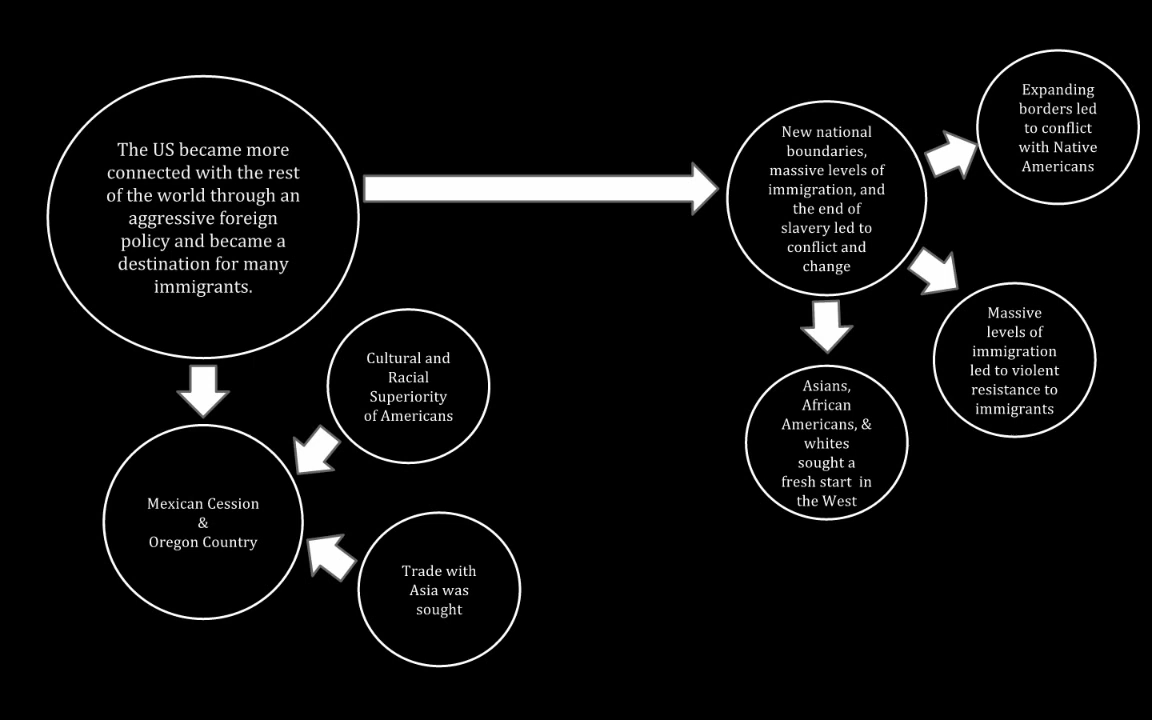 The US became more
connected with the rest
of the world through an
aggressive foreign
policy and became a
destination for many
immigrants.
New national
boundaries,
massive levels of
immigration, and
the end of
slavery led to
conflict and
change
Expanding
borders led
to conflict
with Native
Americans
Massive
levels of
immigration
led to violent
resistance to
immigrants
Asians,
African
Americans, &
whites
sought a
fresh start in
the West
Cultural and
Racial
Superiority
of Americans
Mexican Cession
&
Oregon Country
Trade with
Asia was
sought